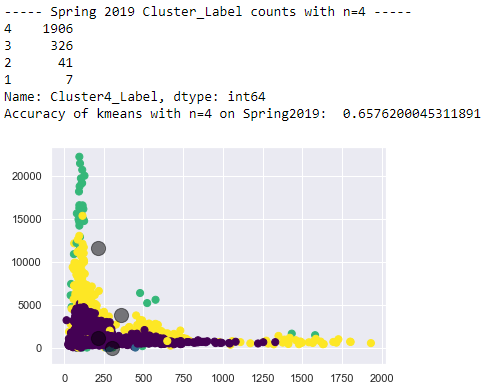 ----- Spring 2019 Cluster_Label counts with n=4 -----
4    1906
3     326
2      41
1       7
Name: Cluster4_Label, dtype: int64
Accuracy of kmeans with n=4 on Spring2019:  0.6576200045311891
20000
15000
10000
5000
0
0 250 500 750 1000 1250 1500 1750 2000